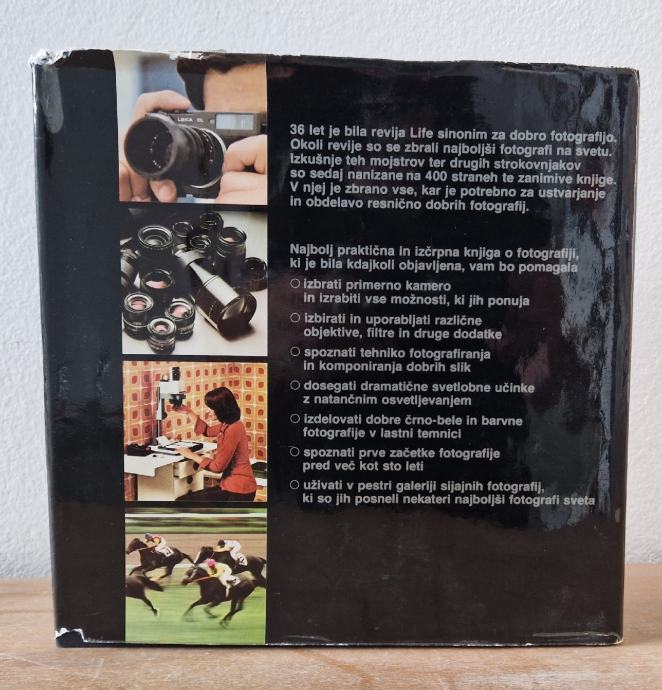 LEICA
36 let je bila revija Life sinonim za dobro fotografijo.
Okoli revije so se zbrali najboljši fotografi na svetu.
Izkušnje teh mojstrov ter drugih strokovnjakov
so sedaj nanizane na 400 straneh te zanimive knjige.
V njej je zbrano vse, kar je potrebno za ustvarjanje
in obdelavo resnično dobrih fotografij.
Najbolj praktična in izčrpna knjiga o fotografiji,
ki je bila kdajkoli objavljena, vam bo pomagala
○ izbrati primerno kamero
in izrabiti vse možnosti, ki jih ponuja
○ izbirati in uporabljati različne
objektive, filtre in druge dodatke
○ spoznati tehniko fotografiranja
in komponiranja dobrih slik
○ dosegati dramatične svetlobne učinke
z natančnim osvetljevanjem
○ izdelovati dobre črno-bele in barvne
fotografije v lastni temnici
○ spoznati prve začetke fotografije
pred več kot sto leti
○ uživati v pestri galeriji sijajnih fotografij,
ki so jih posneli nekateri najboljši fotografi sveta